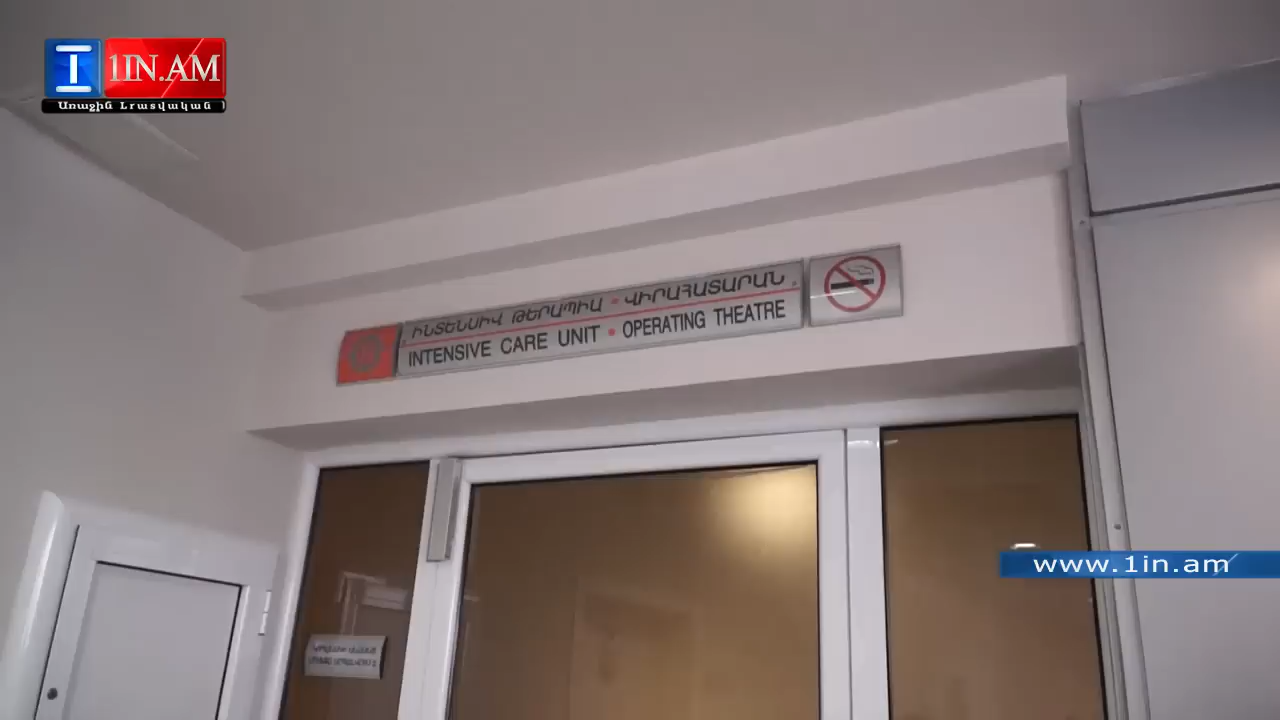 I 1IN.AM
Առաջին Լրատվական
ԻՆՏԵՆՍԻՎ ԹԵՐԱՊԻԱ • ՎԻՐԱՀԱՏԱՐԱՆ
INTENSIVE CARE UNIT • OPERATING THEATRE
www.1in.am